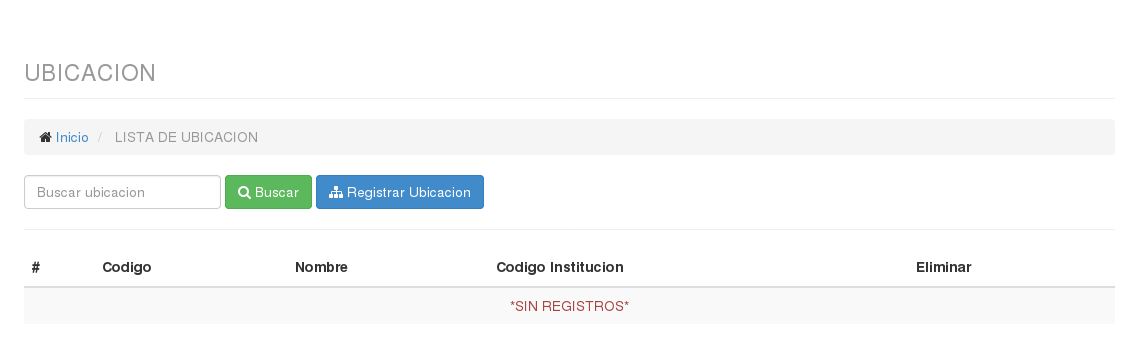 UBICACION
Inicio / LISTA DE UBICACION
Buscar ubicacion Buscar Registrar Ubicacion
# Codigo Nombre Codigo Institucion Eliminar
*SIN REGISTROS*